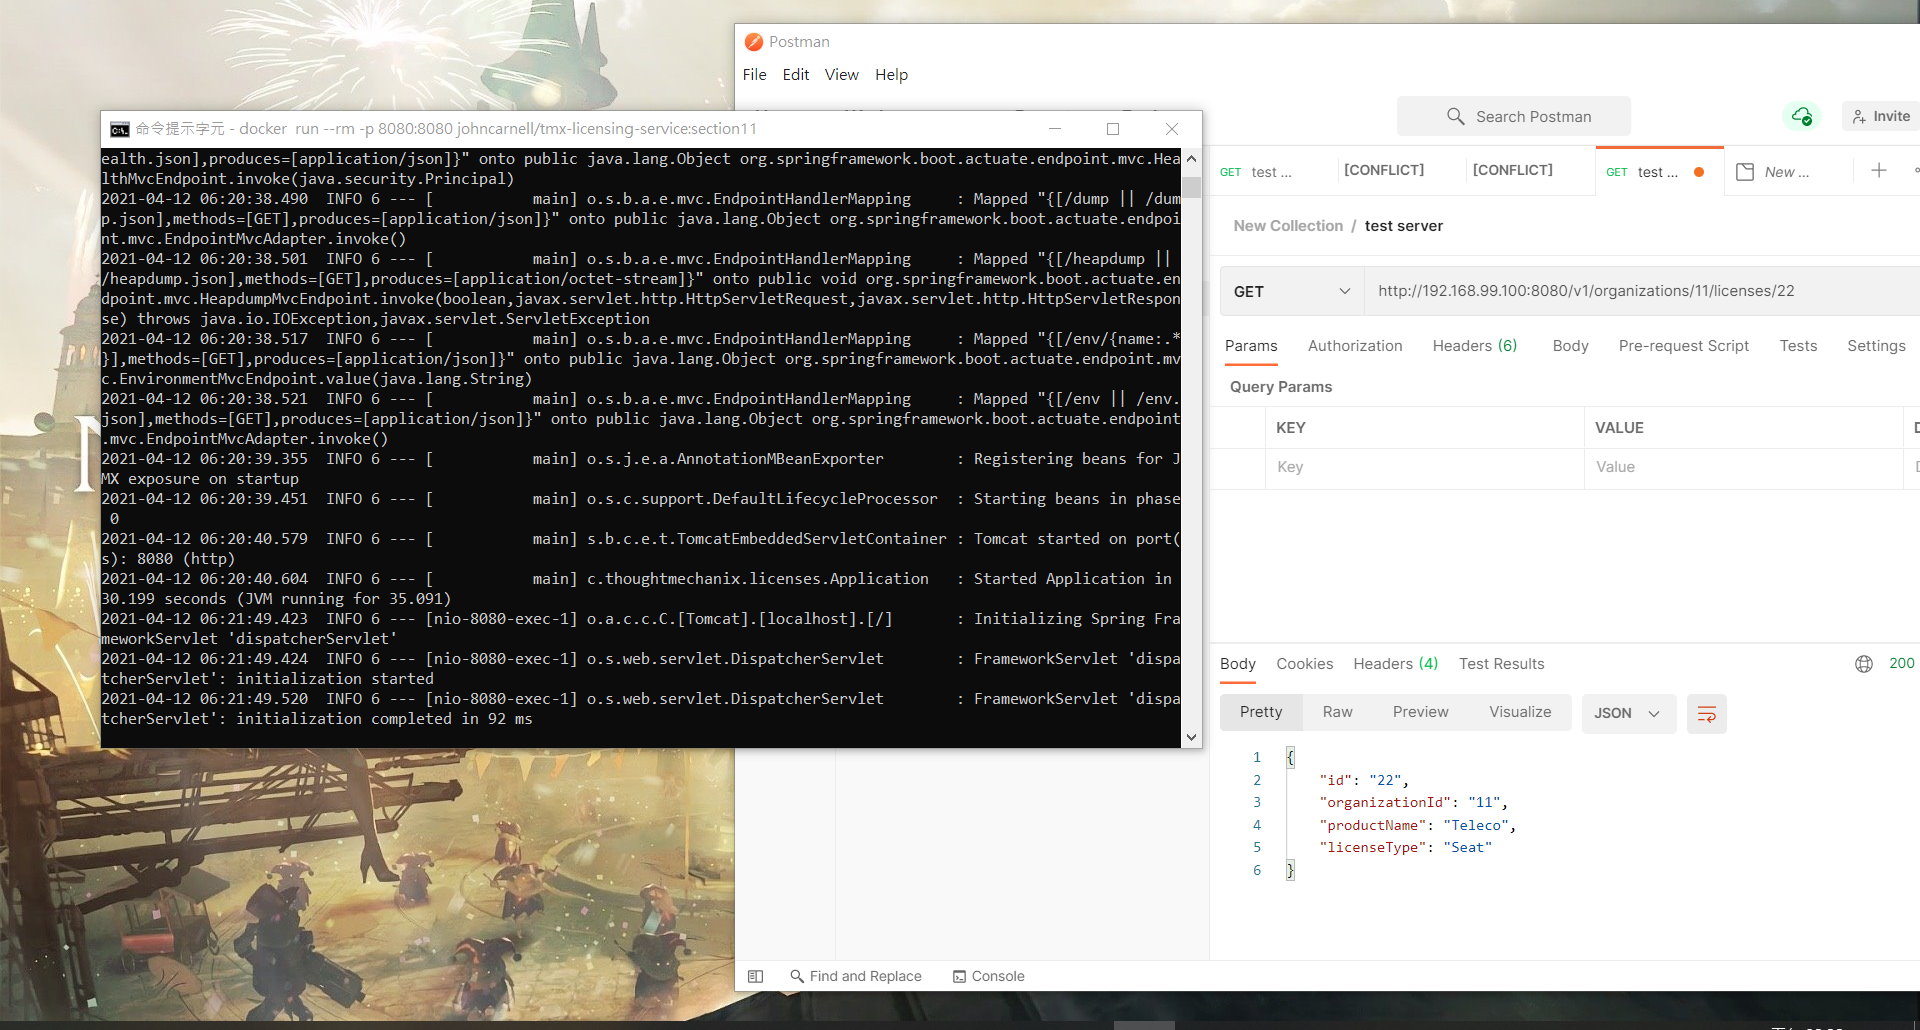 命令提示字元 - docker  run --rm -p 8080:8080 johncarnell/tmx-licensing-service:section11
ealth.json],produces=[application/json]}" onto public java.lang.Object org.springframework.boot.actuate.endpoint.mvc.Hea
lthMvcEndpoint.invoke(java.security.Principal)
2021-04-12 06:20:38.490  INFO 6 --- [           main] o.s.b.a.e.mvc.EndpointHandlerMapping     : Mapped "{[/dump || /dum
p.json],methods=[GET],produces=[application/json]}" onto public java.lang.Object org.springframework.boot.actuate.endpoi
nt.mvc.EndpointMvcAdapter.invoke()
2021-04-12 06:20:38.501  INFO 6 --- [           main] o.s.b.a.e.mvc.EndpointHandlerMapping     : Mapped "{[/heapdump ||
/heapdump.json],methods=[GET],produces=[application/octet-stream]}" onto public void org.springframework.boot.actuate.en
dpoint.mvc.HeapdumpMvcEndpoint.invoke(boolean,javax.servlet.http.HttpServletRequest,javax.servlet.http.HttpServletRespon
se) throws java.io.IOException,javax.servlet.ServletException
2021-04-12 06:20:38.517  INFO 6 --- [           main] o.s.b.a.e.mvc.EndpointHandlerMapping     : Mapped "{[/env/{name:.*
}],methods=[GET],produces=[application/json]}" onto public java.lang.Object org.springframework.boot.actuate.endpoint.mv
c.EnvironmentMvcEndpoint.value(java.lang.String)
2021-04-12 06:20:38.521  INFO 6 --- [           main] o.s.b.a.e.mvc.EndpointHandlerMapping     : Mapped "{[/env || /env.
json],methods=[GET],produces=[application/json]}" onto public java.lang.Object org.springframework.boot.actuate.endpoint
.mvc.EndpointMvcAdapter.invoke()
2021-04-12 06:20:39.355  INFO 6 --- [           main] o.s.j.e.a.AnnotationMBeanExporter        : Registering beans for J
MX exposure on startup
2021-04-12 06:20:39.451  INFO 6 --- [           main] o.s.c.support.DefaultLifecycleProcessor  : Starting beans in phase
 0
2021-04-12 06:20:40.579  INFO 6 --- [           main] s.b.c.e.t.TomcatEmbeddedServletContainer : Tomcat started on port(
s): 8080 (http)
2021-04-12 06:20:40.604  INFO 6 --- [           main] c.thoughtmechanix.licenses.Application   : Started Application in
30.199 seconds (JVM running for 35.091)
2021-04-12 06:21:49.423  INFO 6 --- [nio-8080-exec-1] o.a.c.c.C.[Tomcat].[localhost].[/]       : Initializing Spring Fra
meworkServlet 'dispatcherServlet'
2021-04-12 06:21:49.424  INFO 6 --- [nio-8080-exec-1] o.s.web.servlet.DispatcherServlet        : FrameworkServlet 'dispa
tcherServlet': initialization started
2021-04-12 06:21:49.520  INFO 6 --- [nio-8080-exec-1] o.s.web.servlet.DispatcherServlet        : FrameworkServlet 'dispa
tcherServlet': initialization completed in 92 ms
Postman
File Edit View Help
Search Postman
Invite
GET test ... [CONFLICT] [CONFLICT] GET test ... New ...
New Collection / test server
GET http://192.168.99.100:8080/v1/organizations/11/licenses/22
Params Authorization Headers (6) Body Pre-request Script Tests Settings
Query Params
KEY VALUE
Key Value
Body Cookies Headers (4) Test Results 200
Pretty Raw Preview Visualize JSON
1 {
2 "id": "22",
3 "organizationId": "11",
4 "productName": "Teleco",
5 "licenseType": "Seat"
6 }
Find and Replace Console